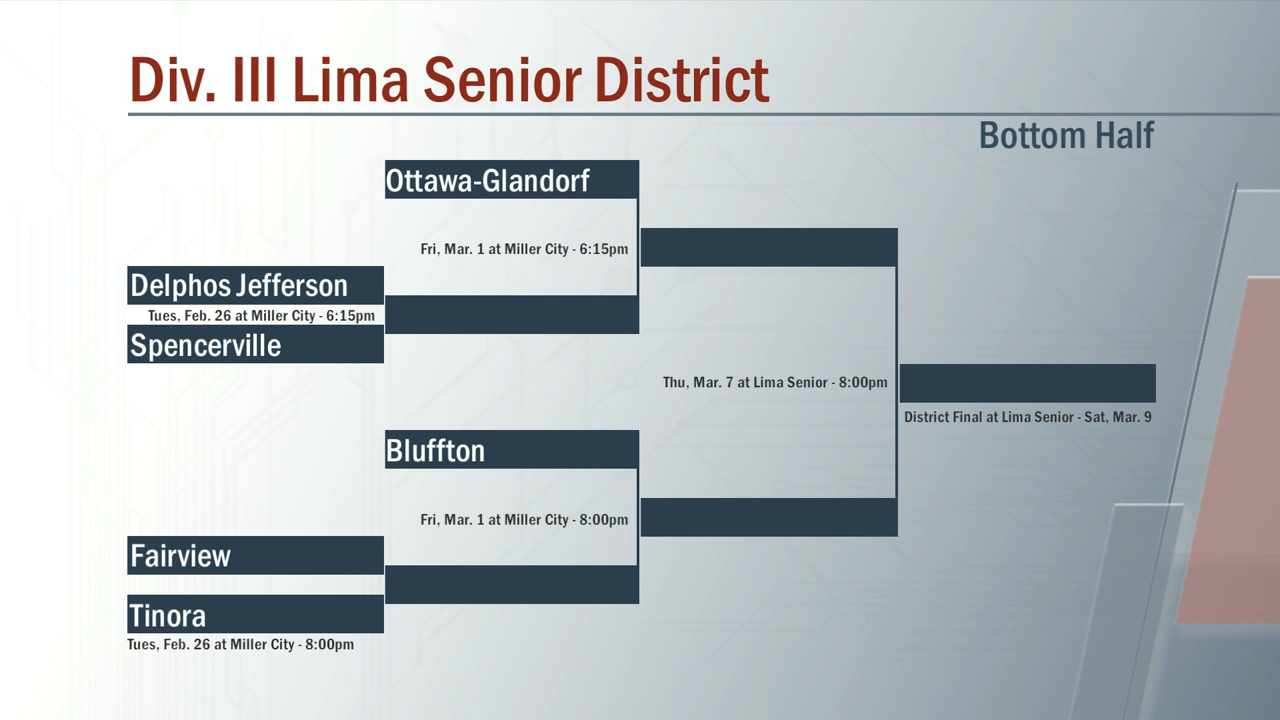 Div. III Lima Senior District
Bottom Half
Ottawa-Glandorf
Fri, Mar. 1 at Miller City - 6:15pm
Delphos Jefferson
Tues, Feb. 26 at Miller City - 6:15pm
Spencerville
Thu, Mar. 7 at Lima Senior - 8:00pm
District Final at Lima Senior - Sat, Mar. 9
Bluffton
Fri, Mar. 1 at Miller City - 8:00pm
Fairview
Tinora
Tues, Feb. 26 at Miller City - 8:00pm